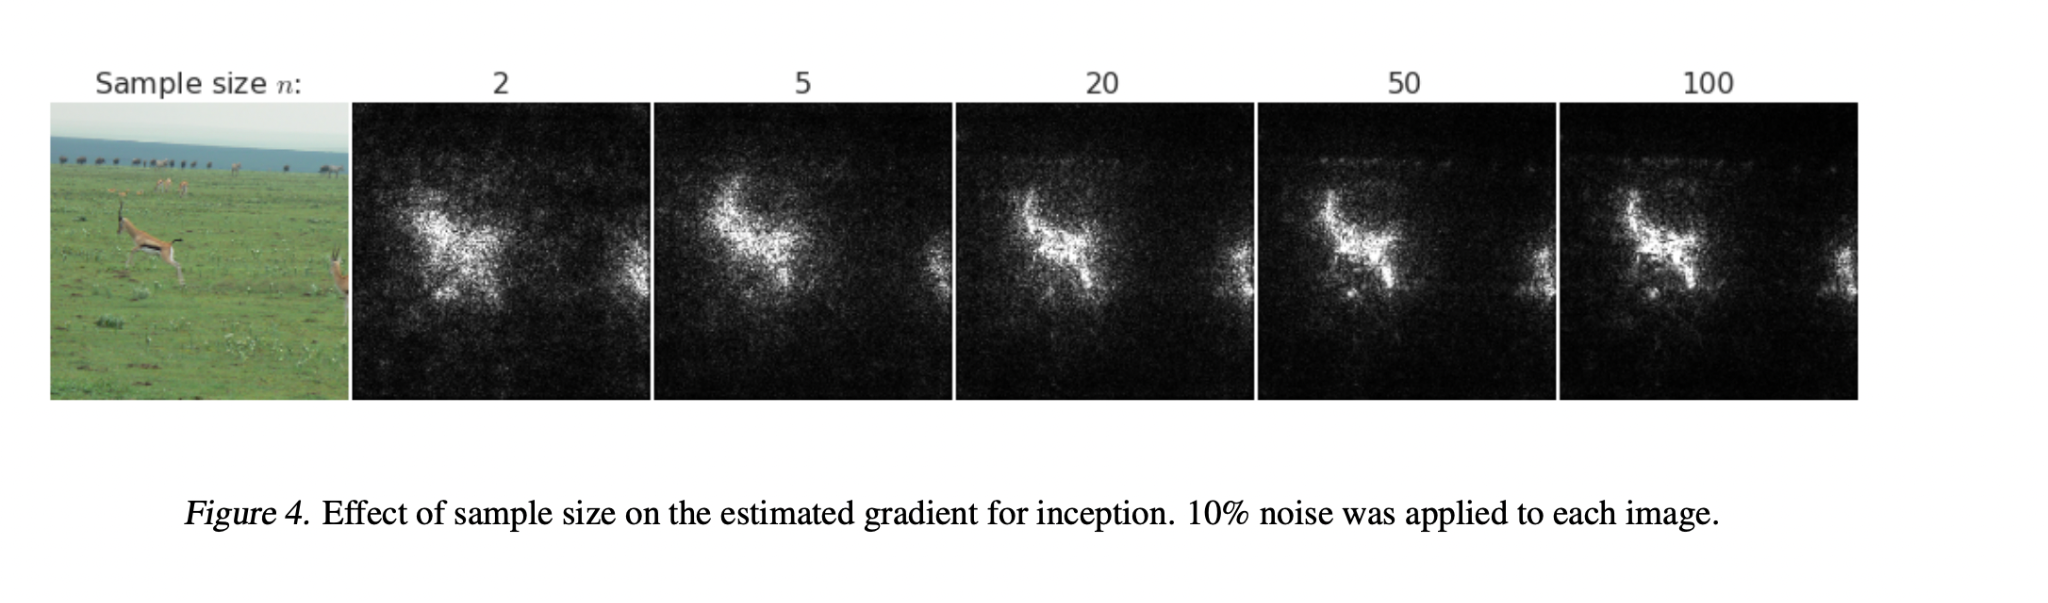 Sample size n: 2 5 20 50 100
Figure 4. Effect of sample size on the estimated gradient for inception. 10% noise was applied to each image.